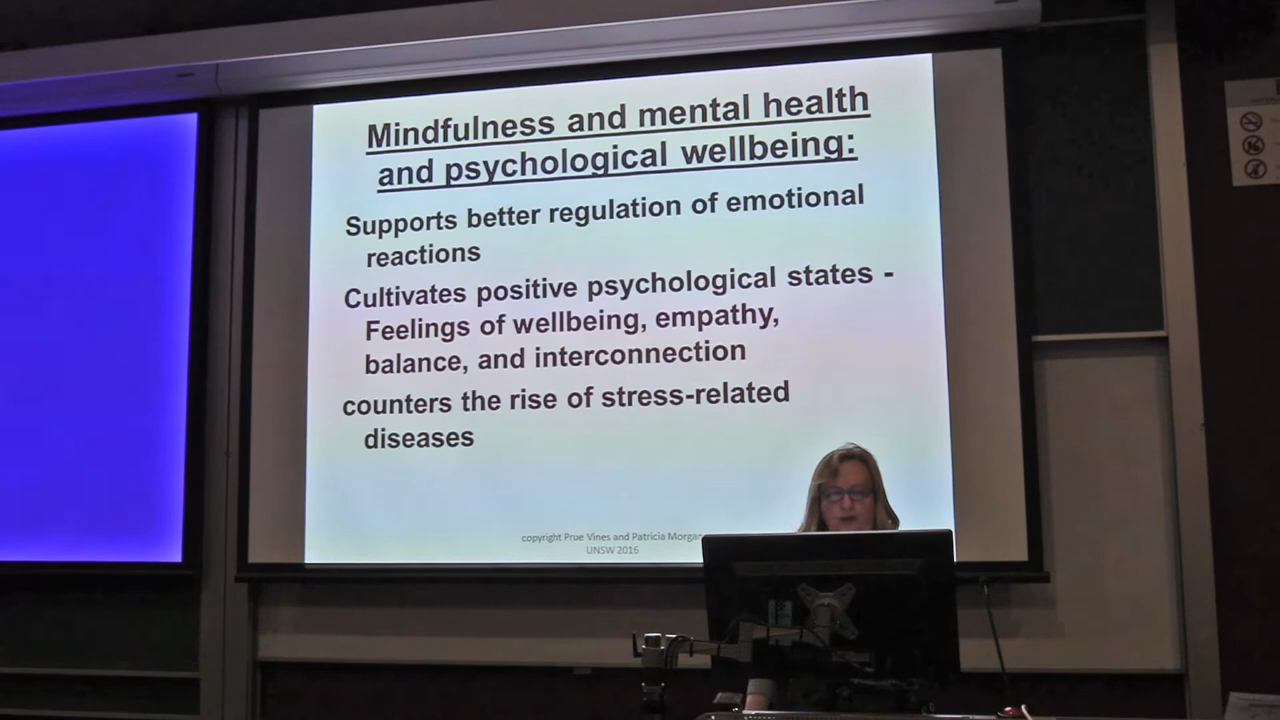 Mindfulness and mental health
and psychological wellbeing:
Supports better regulation of emotional
reactions
Cultivates positive psychological states -
Feelings of wellbeing, empathy,
balance, and interconnection
counters the rise of stress-related
diseases
copyright Prue Vines and Patricia Morgan
UNSW 2016